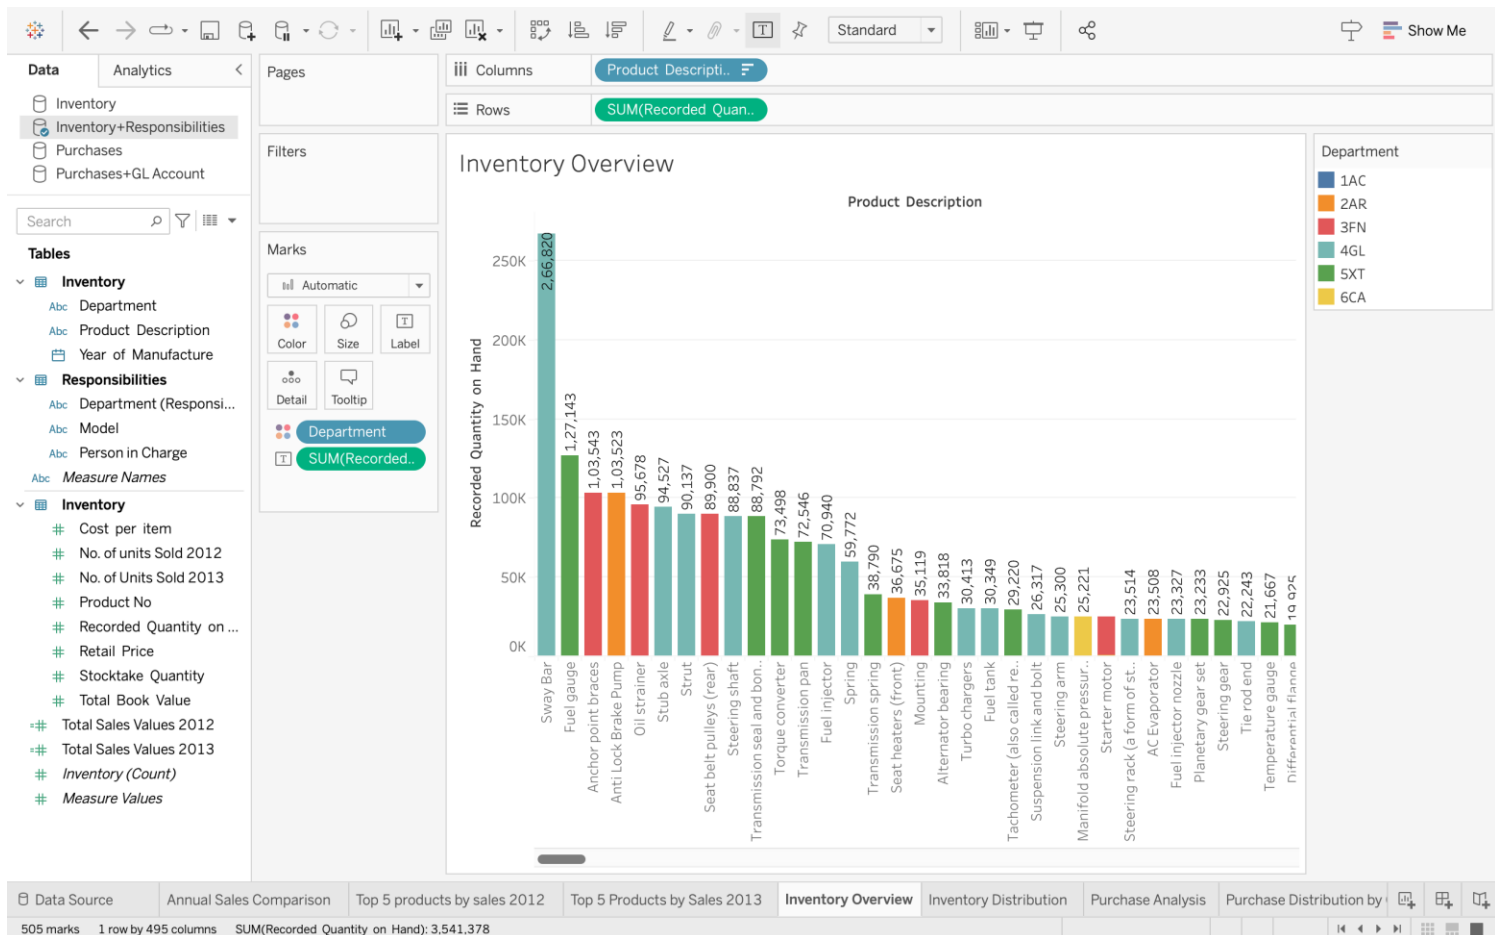 Standard
Show Me
Data
Analytics
Inventory
Inventory+Responsibilities
Purchases
Purchases+GL Account
Search
Tables
Inventory
Abc Department
Abc Product Description
Year of Manufacture
Responsibilities
Abc Department (Responsi...
Abc Model
Abc Person in Charge
Abc Measure Names
Inventory
# Cost per item
# No. of units Sold 2012
# No. of Units Sold 2013
# Product No
# Recorded Quantity on ...
# Retail Price
# Stocktake Quantity
# Total Book Value
=# Total Sales Values 2012
=# Total Sales Values 2013
# Inventory (Count)
# Measure Values
Pages
Filters
Marks
Automatic
Color
Size
T
Label
Detail
Tooltip
Department
T SUM(Recorded..
Columns
Product Descripti..
Rows
SUM(Recorded Quan..
Inventory Overview
Product Description
Recorded Quantity on Hand
250K
200K
150K
100K
50K
0K
2,66,820
1,27,143
1,03,543
1,03,523
95,678
94,527
90,137
89,900
88,837
88,792
73,498
72,546
70,940
59,772
38,790
36,675
35,119
33,818
30,413
30,349
29,220
26,317
25,300
25,221
23,514
23,508
23,327
23,233
22,925
22,243
21,667
19,925
Sway Bar
Fuel gauge
Anchor point braces
Anti Lock Brake Pump
Oil strainer
Stub axle
Strut
Seat belt pulleys (rear)
Steering shaft
Transmission seal and bon..
Torque converter
Transmission pan
Fuel injector
Spring
Transmission spring
Seat heaters (front)
Mounting
Alternator bearing
Turbo chargers
Fuel tank
Tachometer (also called re..
Suspension link and bolt
Steering arm
Manifold absolute pressur..
Starter motor
Steering rack (a form of st..
AC Evaporator
Fuel injector nozzle
Planetary gear set
Steering gear
Tie rod end
Temperature gauge
Differential flange
Department
1AC
2AR
3FN
4GL
5XT
6CA
Data Source
Annual Sales Comparison
Top 5 products by sales 2012
Top 5 Products by Sales 2013
Inventory Overview
Inventory Distribution
Purchase Analysis
Purchase Distribution by
505 marks
1 row by 495 columns
SUM(Recorded Quantity on Hand): 3,541,378